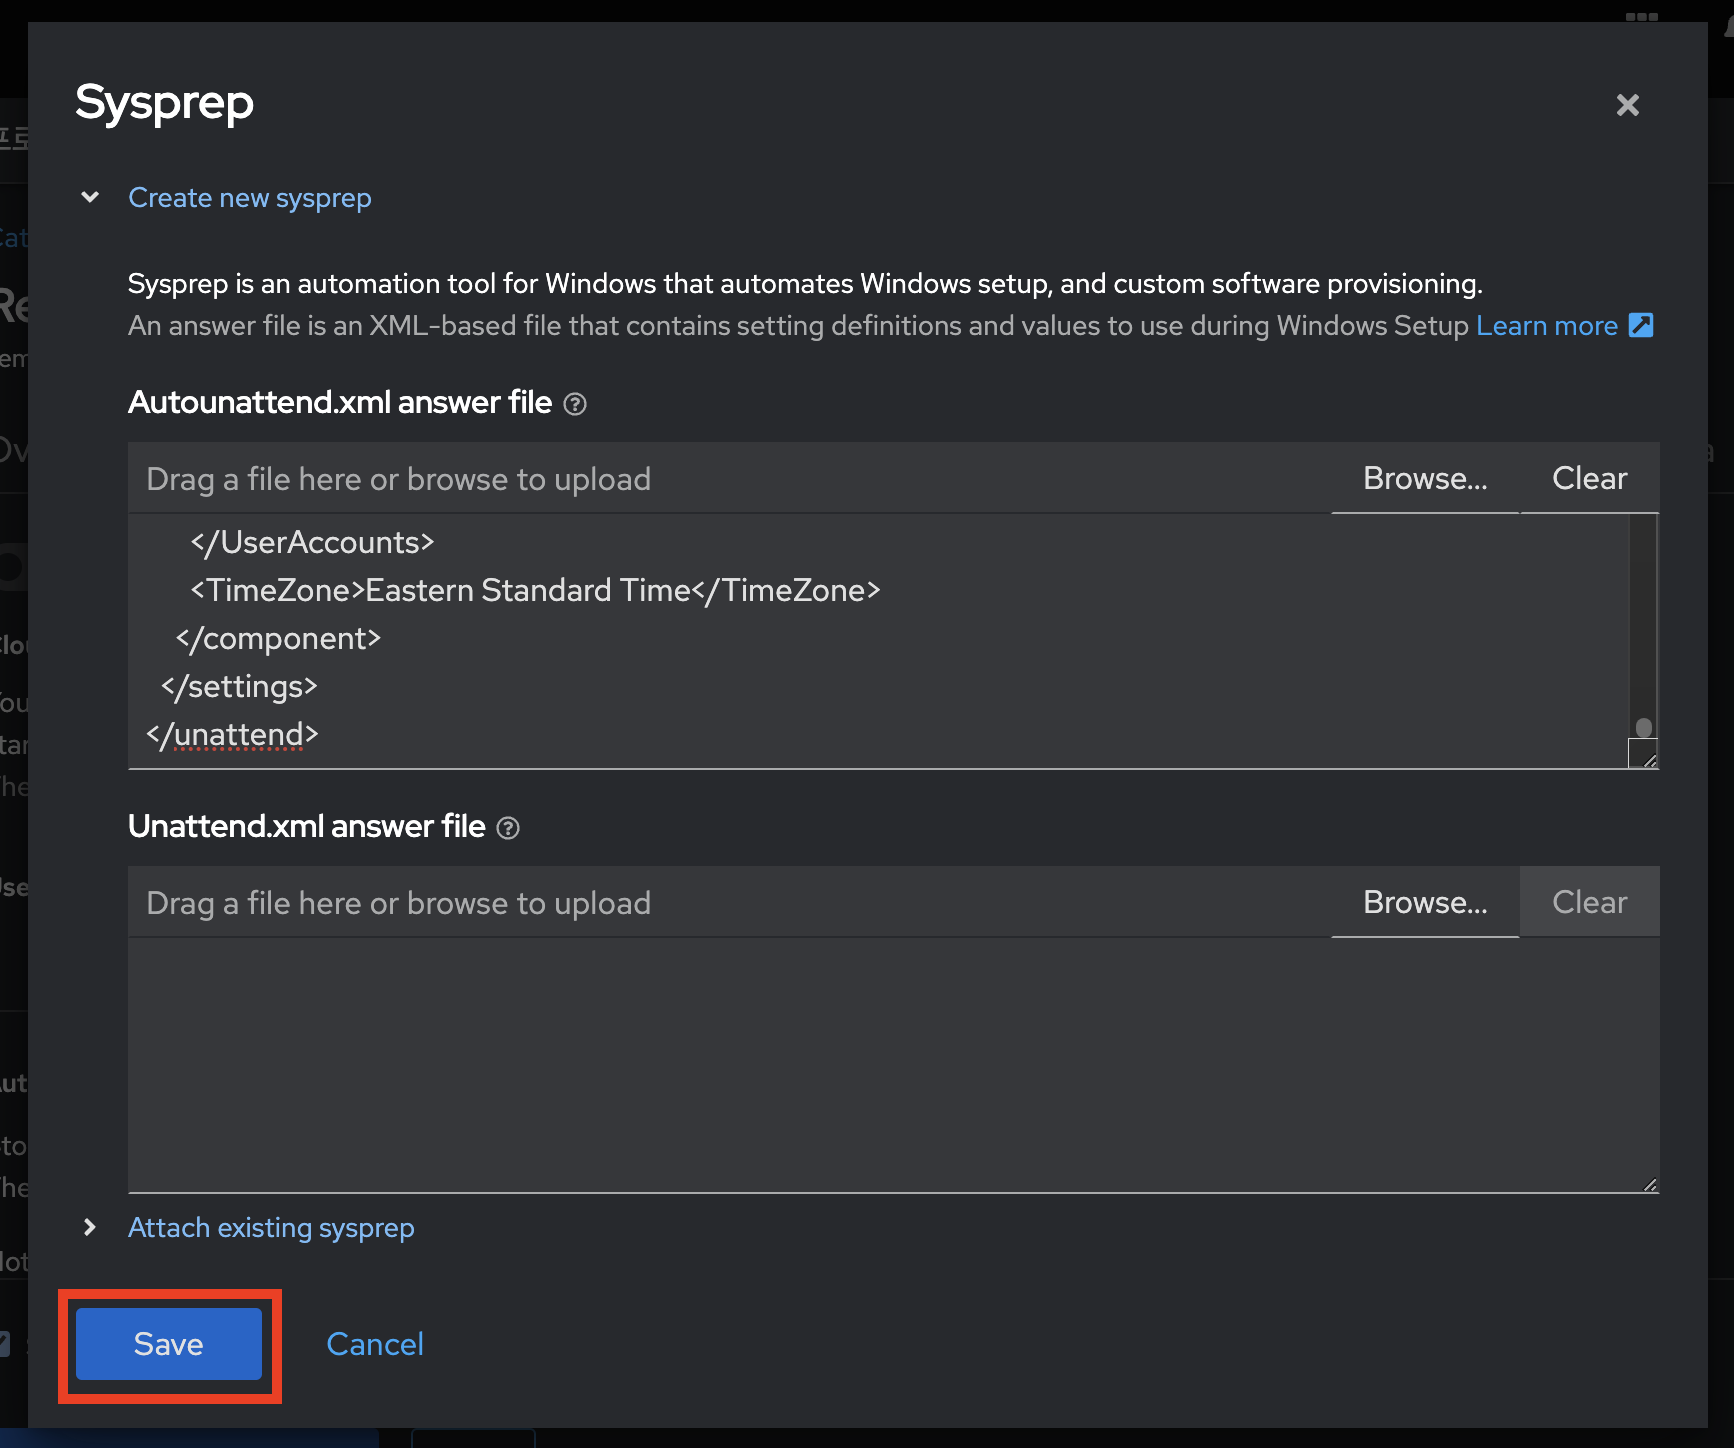 Sysprep
Create new sysprep
Sysprep is an automation tool for Windows that automates Windows setup, and custom software provisioning.
An answer file is an XML-based file that contains setting definitions and values to use during Windows Setup Learn more
Autounattend.xml answer file
Drag a file here or browse to upload Browse... Clear
</UserAccounts>
<TimeZone>Eastern Standard Time</TimeZone>
</component>
</settings>
</unattend>
Unattend.xml answer file
Drag a file here or browse to upload Browse... Clear
Attach existing sysprep
Save Cancel